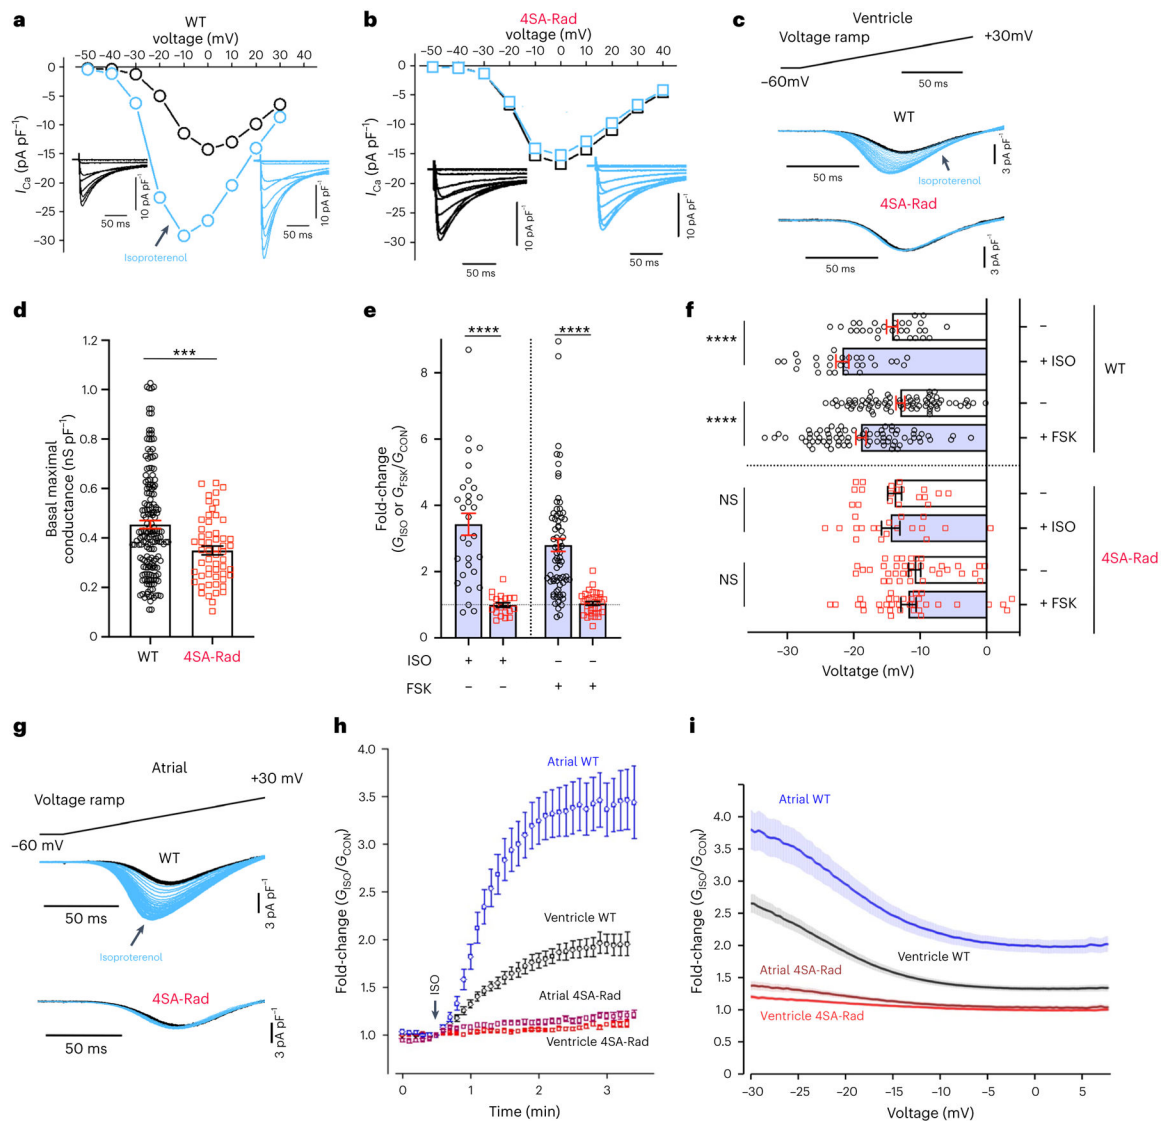 a
WT
voltage (mV)
−50 −40 −30 −20 −10 0 10 20 30 40
0
−5
−10
−15
−20
−25
−30
I_Ca (pA pF⁻¹)
10 pA pF⁻¹
50 ms
10 pA pF⁻¹
50 ms
Isoproterenol
b
4SA-Rad
voltage (mV)
−50 −40 −30 −20 −10 0 10 20 30 40
0
−5
−10
−15
−20
−25
−30
I_Ca (pA pF⁻¹)
10 pA pF⁻¹
50 ms
10 pA pF⁻¹
50 ms
c
Ventricle
Voltage ramp
+30mV
−60mV
50 ms
WT
3 pA pF⁻¹
50 ms
Isoproterenol
4SA-Rad
50 ms
3 pA pF⁻¹
d
Basal maximal
conductance (nS pF⁻¹)
1.2
1.0
0.8
0.6
0.4
0.2
0
***
WT
4SA-Rad
e
Fold-change
(G_ISO or G_FSK/G_CON)
8
6
4
2
0
****
****
ISO + + − −
FSK − − + +
f
****
****
NS
NS
−
+ ISO
−
+ FSK
WT
−
+ ISO
−
+ FSK
4SA-Rad
−30 −20 −10 0
Voltatge (mV)
g
Atrial
+30 mV
Voltage ramp
−60 mV
WT
50 ms
3 pA pF⁻¹
Isoproterenol
4SA-Rad
50 ms
3 pA pF⁻¹
h
Fold-change (G_ISO/G_CON)
4.0
3.5
3.0
2.5
2.0
1.5
1.0
Atrial WT
Ventricle WT
ISO
Atrial 4SA-Rad
Ventricle 4SA-Rad
0 1 2 3
Time (min)
i
Fold-change (G_ISO/G_CON)
4.0
3.5
3.0
2.5
2.0
1.5
1.0
0.5
0
Atrial WT
Ventricle WT
Atrial 4SA-Rad
Ventricle 4SA-Rad
−30 −25 −20 −15 −10 −5 0 5
Voltage (mV)